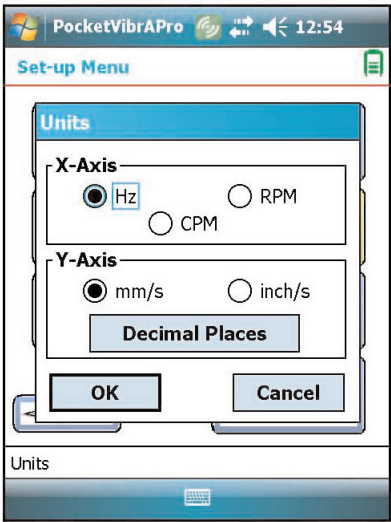 PocketVibrAPro 12:54
Set-up Menu
Units
X-Axis
Hz RPM
CPM
Y-Axis
mm/s inch/s
Decimal Places
OK Cancel
Units